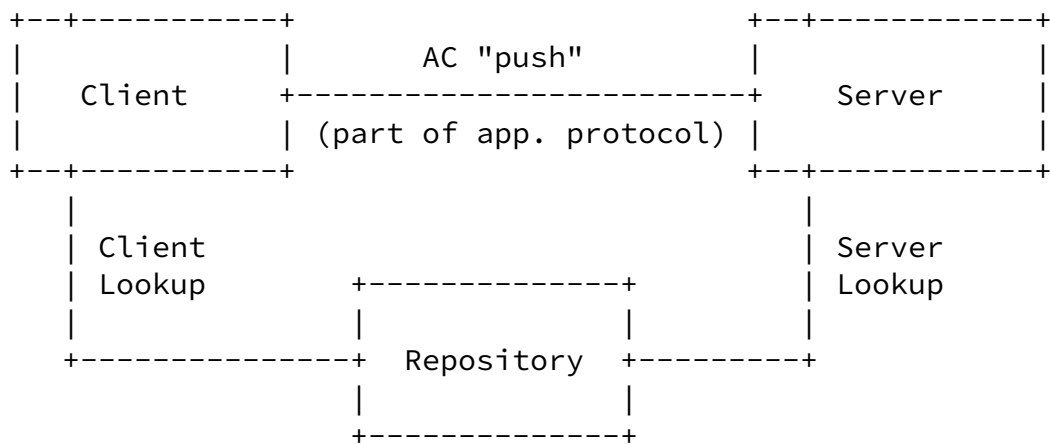 AC "push"
Client
Server
(part of app. protocol)
Client
Lookup
Server
Lookup
Repository